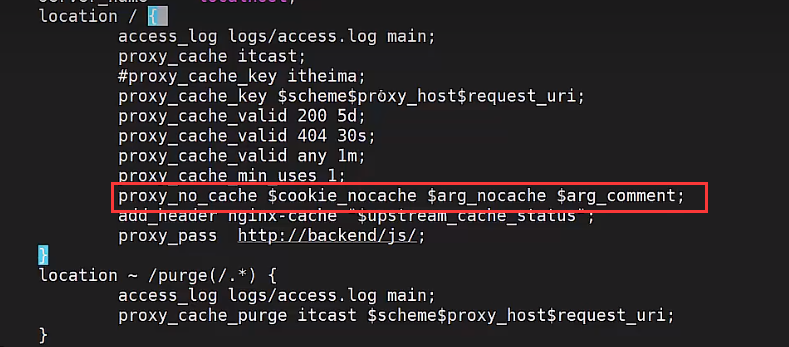 location / {
access_log logs/access.log main;
proxy_cache itcast;
#proxy_cache_key itheima;
proxy_cache_key $scheme$proxy_host$request_uri;
proxy_cache_valid 200 5d;
proxy_cache_valid 404 30s;
proxy_cache_valid any 1m;
proxy_cache_min_uses 1;
proxy_no_cache $cookie_nocache $arg_nocache $arg_comment;
add_header nginx-cache "$upstream_cache_status";
proxy_pass http://backend/js/;
}
location ~ /purge(/.*) {
access_log logs/access.log main;
proxy_cache_purge itcast $scheme$proxy_host$request_uri;
}